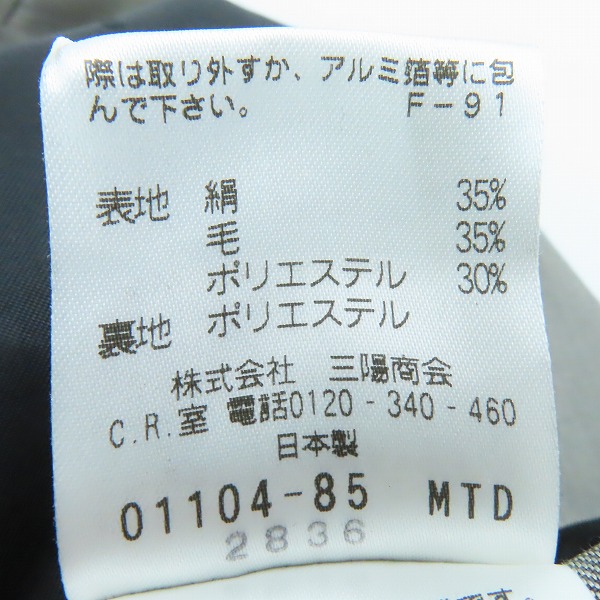 際は取り外すか、アルミ箔等に包
んで下さい。 F-91
表地 絹 35%
毛 35%
ポリエステル 30%
裏地 ポリエステル
株式会社 三陽商会
C.R.室 電話0120-340-460
日本製
01104-85 MTD
2836